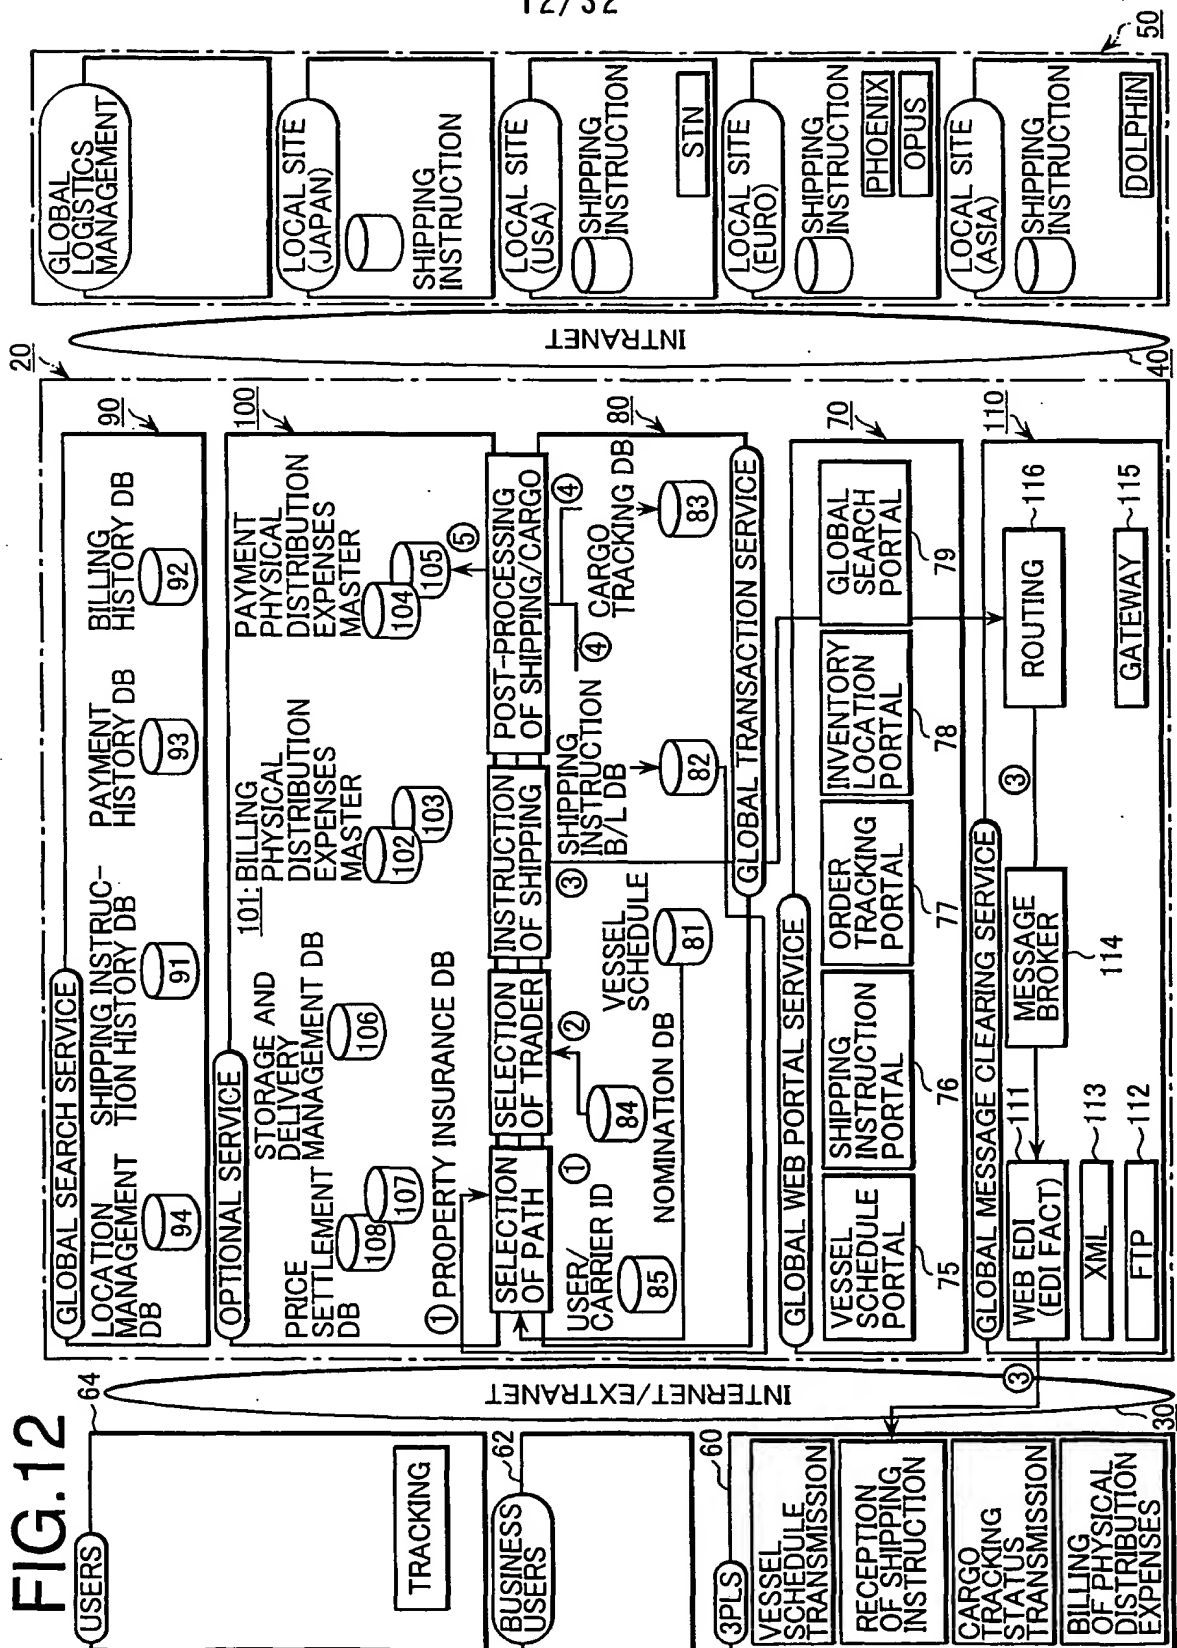 12/32
FIG.12
USERS
64
TRACKING
BUSINESS
USERS
62
3PLS
60
VESSEL
SCHEDULE
TRANSMISSION
RECEPTION
OF SHIPPING
INSTRUCTION
CARGO
TRACKING
STATUS
TRANSMISSION
BILLING
OF PHYSICAL
DISTRIBUTION
EXPENSES
INTERNET/EXTRANET
30
③
20
GLOBAL SEARCH SERVICE
90
LOCATION
MANAGEMENT
DB
94
SHIPPING INSTRUC-
TION HISTORY DB
91
PAYMENT
HISTORY DB
93
BILLING
HISTORY DB
92
OPTIONAL SERVICE
100
PRICE
SETTLEMENT
DB
108
107
STORAGE AND
DELIVERY
MANAGEMENT DB
106
101: BILLING
PHYSICAL
DISTRIBUTION
EXPENSES
MASTER
102
103
PAYMENT
PHYSICAL
DISTRIBUTION
EXPENSES
MASTER
104
105
① PROPERTY INSURANCE DB
⑤
SELECTION
OF PATH
SELECTION
OF TRADER
INSTRUCTION
OF SHIPPING
POST-PROCESSING
OF SHIPPING/CARGO
80
USER/
CARRIER ID
①
85
②
84
NOMINATION DB
VESSEL
SCHEDULE
81
③
SHIPPING
INSTRUCTION
B/L DB
82
④
④
CARGO
TRACKING DB
83
GLOBAL TRANSACTION SERVICE
GLOBAL WEB PORTAL SERVICE
70
VESSEL
SCHEDULE
PORTAL
75
SHIPPING
INSTRUCTION
PORTAL
76
ORDER
TRACKING
PORTAL
77
INVENTORY
LOCATION
PORTAL
78
GLOBAL
SEARCH
PORTAL
79
GLOBAL MESSAGE CLEARING SERVICE
110
WEB EDI
(EDI FACT)
111
XML
113
FTP
112
MESSAGE
BROKER
114
③
ROUTING
116
GATEWAY
115
INTRANET
40
50
GLOBAL
LOGISTICS
MANAGEMENT
LOCAL SITE
(JAPAN)
SHIPPING
INSTRUCTION
LOCAL SITE
(USA)
SHIPPING
INSTRUCTION
STN
LOCAL SITE
(EURO)
SHIPPING
INSTRUCTION
PHOENIX
OPUS
LOCAL SITE
(ASIA)
SHIPPING
INSTRUCTION
DOLPHIN